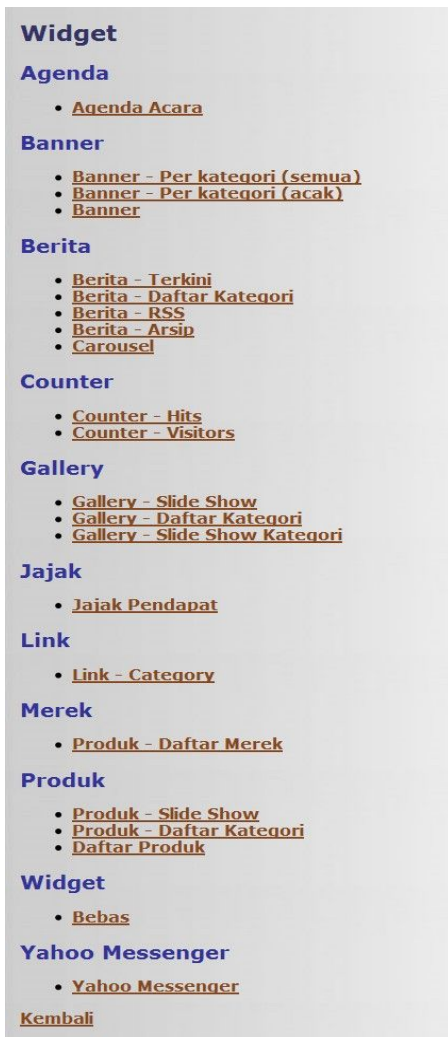 Widget
Agenda
• Agenda Acara
Banner
• Banner - Per kategori (semua)
• Banner - Per kategori (acak)
• Banner
Berita
• Berita - Terkini
• Berita - Daftar Kategori
• Berita - RSS
• Berita - Arsip
• Carousel
Counter
• Counter - Hits
• Counter - Visitors
Gallery
• Gallery - Slide Show
• Gallery - Daftar Kategori
• Gallery - Slide Show Kategori
Jajak
• Jajak Pendapat
Link
• Link - Category
Merek
• Produk - Daftar Merek
Produk
• Produk - Slide Show
• Produk - Daftar Kategori
• Daftar Produk
Widget
• Bebas
Yahoo Messenger
• Yahoo Messenger
Kembali